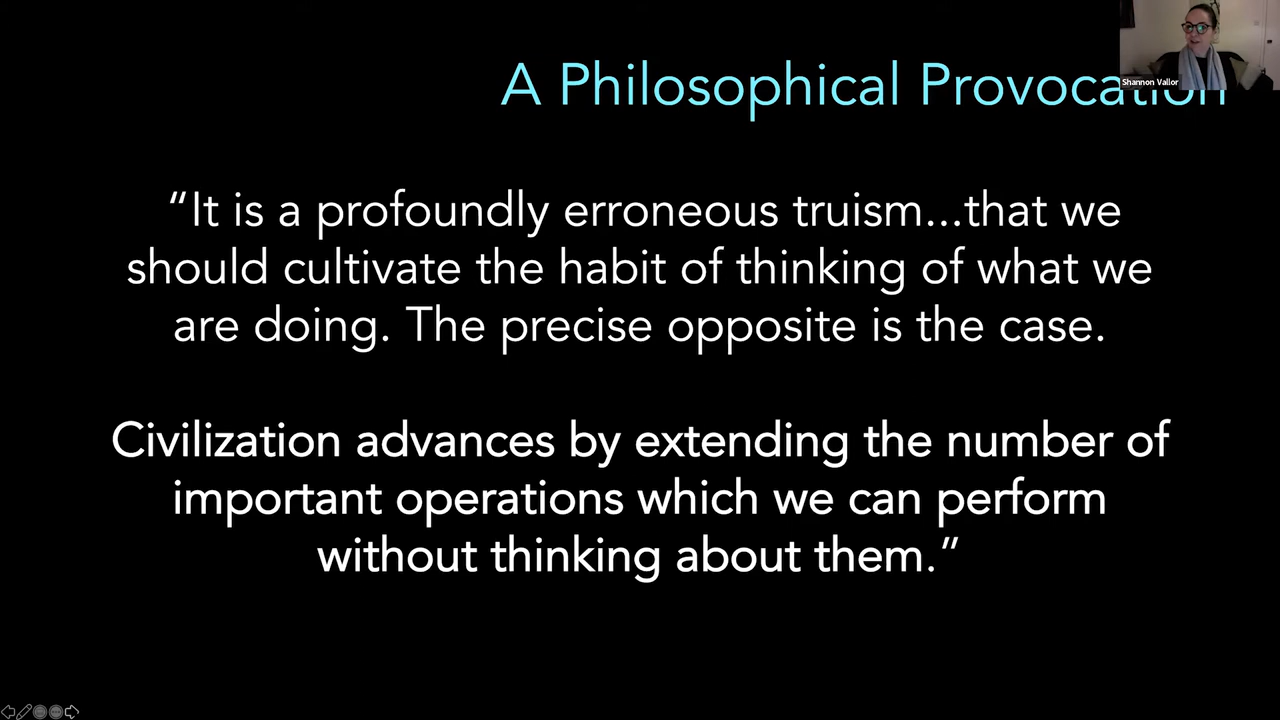 A Philosophical Provocation
Shannon Vallor
“It is a profoundly erroneous truism...that we
should cultivate the habit of thinking of what we
are doing. The precise opposite is the case.
Civilization advances by extending the number of
important operations which we can perform
without thinking about them.”